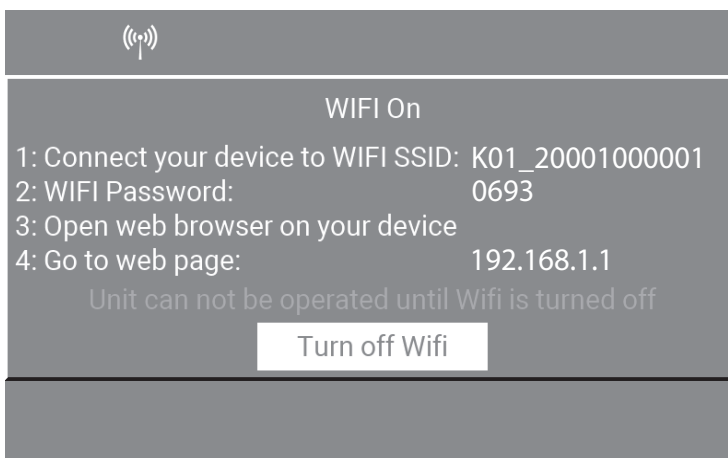 WIFI On
1: Connect your device to WIFI SSID: K01_20001000001
2: WIFI Password: 0693
3: Open web browser on your device
4: Go to web page: 192.168.1.1
Unit can not be operated until Wifi is turned off
Turn off Wifi